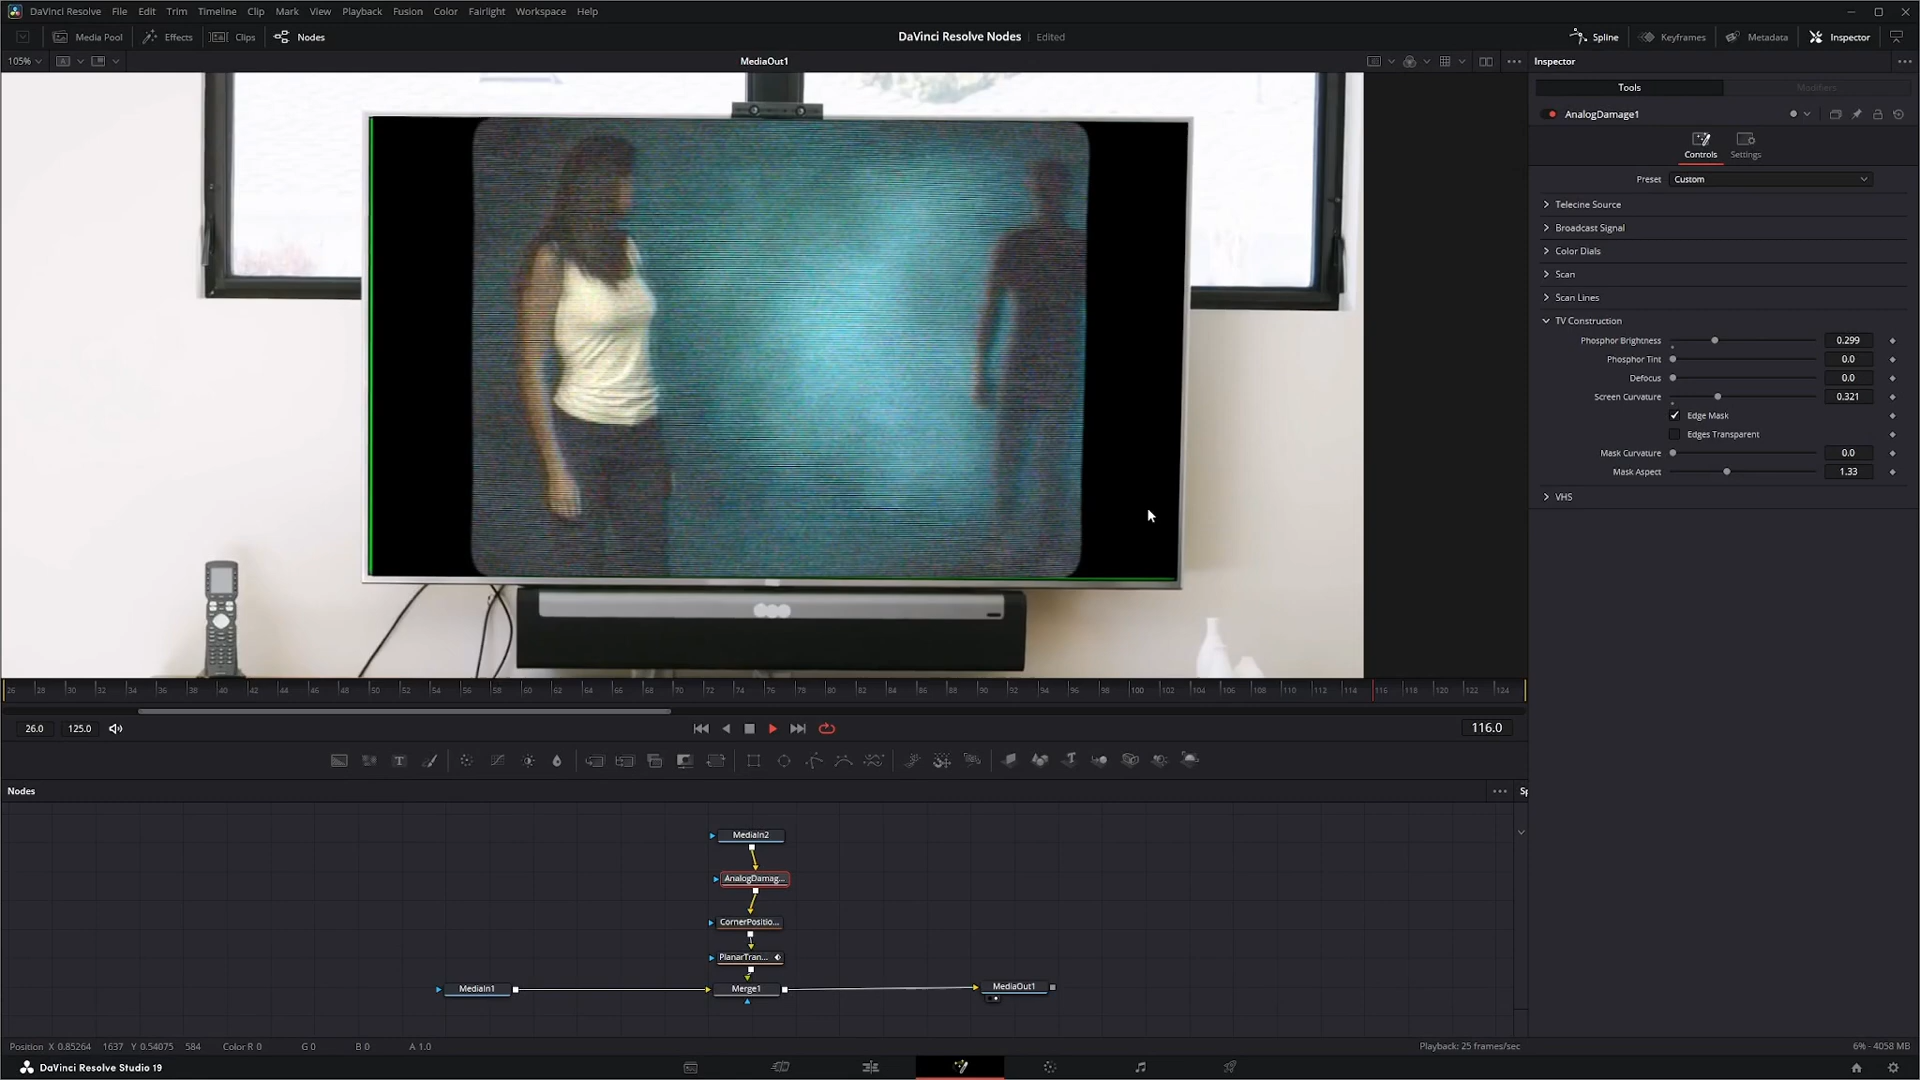 DaVinci Resolve File Edit Trim Timeline Clip Mark View Playback Fusion Color Fairlight Workspace Help
Media Pool Effects Clips Nodes DaVinci Resolve Nodes Edited Spline Keyframes Metadata Inspector
105% MediaOut1 Inspector
Tools Modifiers
AnalogDamage1
Controls Settings
Preset Custom
Telecine Source
Broadcast Signal
Color Dials
Scan
Scan Lines
TV Construction
Phosphor Brightness 0.299
Phosphor Tint 0.0
Defocus 0.0
Screen Curvature 0.321
Edge Mask
Edges Transparent
Mask Curvature 0.0
Mask Aspect 1.33
VHS
26 28 30 32 34 36 38 40 42 44 46 48 50 52 54 56 58 60 62 64 66 68 70 72 74 76 78 80 82 84 86 88 90 92 94 96 98 100 102 104 106 108 110 112 114 116 118 120 122 124
26.0 125.0 116.0
Nodes Sp
MediaIn2
AnalogDamag...
CornerPositio...
PlanarTran...
MediaIn1 Merge1 MediaOut1
Position X 0.85264 1637 Y 0.54075 584 Color R 0 G 0 B 0 A 1.0 Playback: 25 frames/sec 6% - 4058 MB
DaVinci Resolve Studio 19